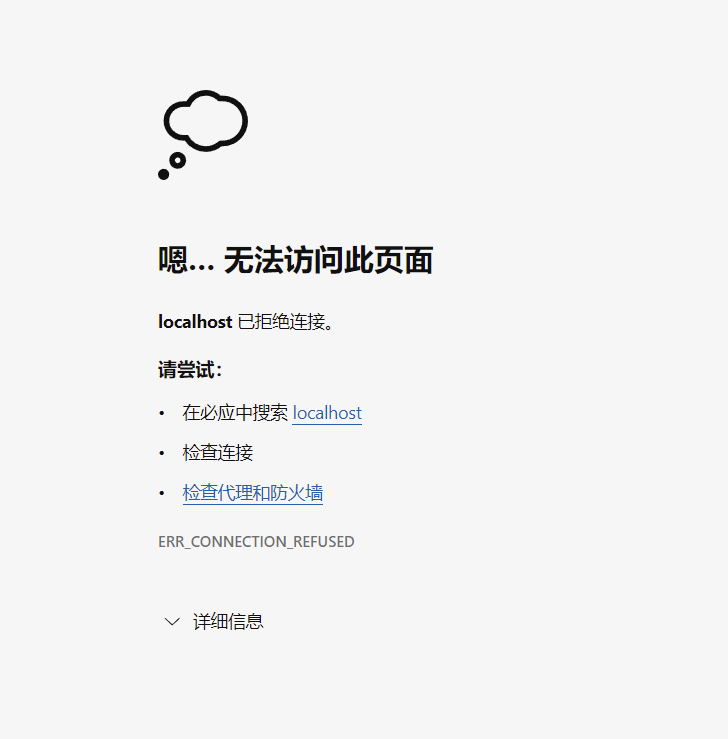 嗯… 无法访问此页面
localhost 已拒绝连接。
请尝试：
• 在必应中搜索 localhost
• 检查连接
• 检查代理和防火墙
ERR_CONNECTION_REFUSED
详细信息